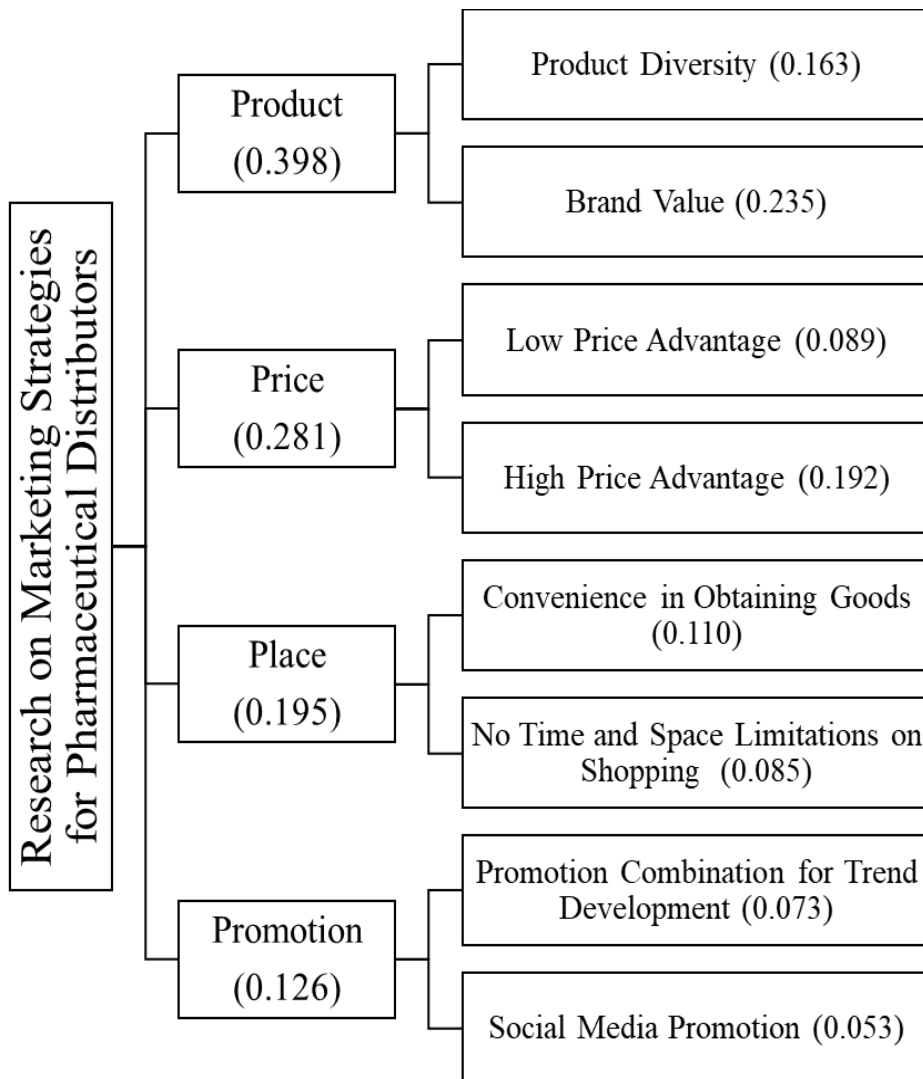 Research on Marketing Strategies
for Pharmaceutical Distributors
Product
(0.398)
Product Diversity (0.163)
Brand Value (0.235)
Price
(0.281)
Low Price Advantage (0.089)
High Price Advantage (0.192)
Place
(0.195)
Convenience in Obtaining Goods
(0.110)
No Time and Space Limitations on
Shopping (0.085)
Promotion
(0.126)
Promotion Combination for Trend
Development (0.073)
Social Media Promotion (0.053)